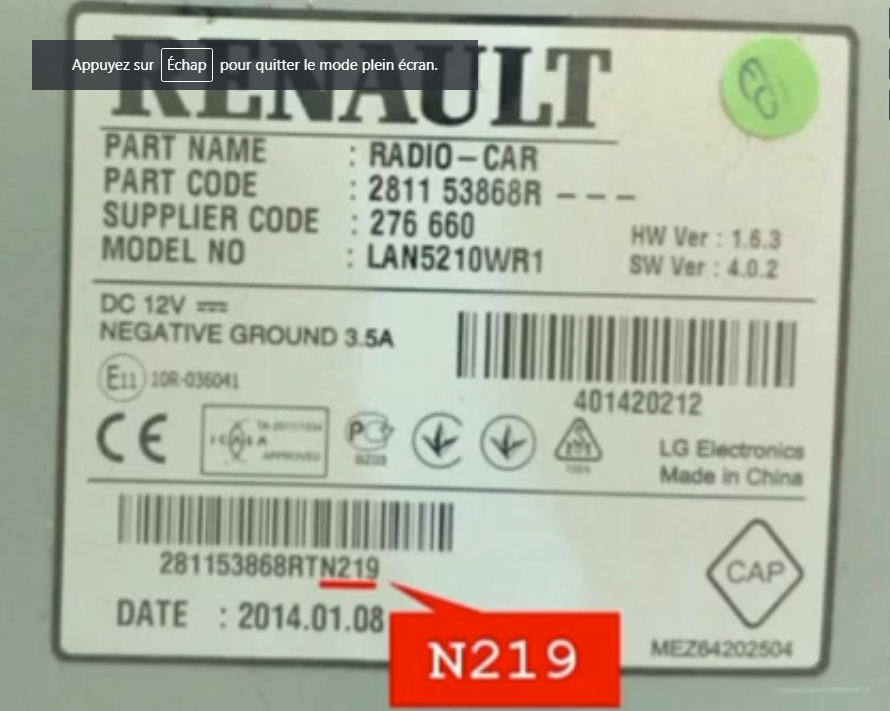 Appuyez sur Échap pour quitter le mode plein écran.
RENAULT
PART NAME : RADIO-CAR
PART CODE : 2811 53868R - - -
SUPPLIER CODE : 276 660
MODEL NO : LAN5210WR1
HW Ver : 1.6.3
SW Ver : 4.0.2
DC 12V
NEGATIVE GROUND 3.5A
E11 10R-036041
401420212
CE
APPROVED
LG Electronics
Made in China
281153868RTN219
CAP
DATE : 2014.01.08
N219
MEZ64202504